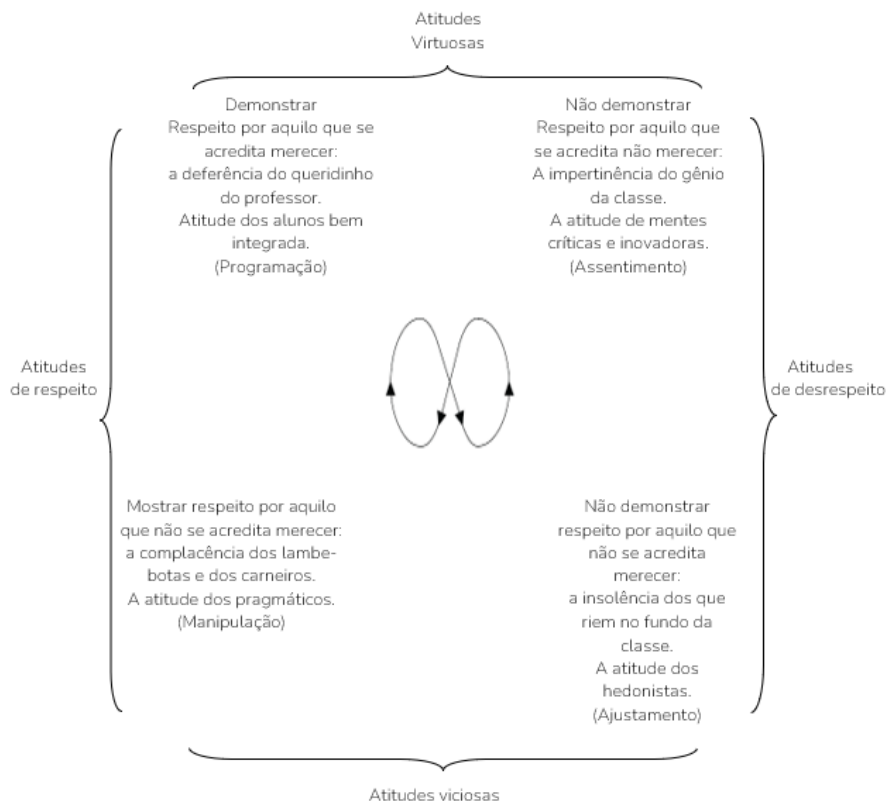 Atitudes
Virtuosas
Demonstrar
Respeito por aquilo que se
acredita merecer:
a deferência do queridinho
do professor.
Atitude dos alunos bem
integrada.
(Programação)
Não demonstrar
Respeito por aquilo que
se acredita não merecer:
A impertinência do gênio
da classe.
A atitude de mentes
críticas e inovadoras.
(Assentimento)
Atitudes
de respeito
Atitudes
de desrespeito
Mostrar respeito por aquilo
que não se acredita merecer:
a complacência dos lambe-
botas e dos carneiros.
A atitude dos pragmáticos.
(Manipulação)
Não demonstrar
respeito por aquilo que
não se acredita
merecer:
a insolência dos que
riem no fundo da
classe.
A atitude dos
hedonistas.
(Ajustamento)
Atitudes viciosas